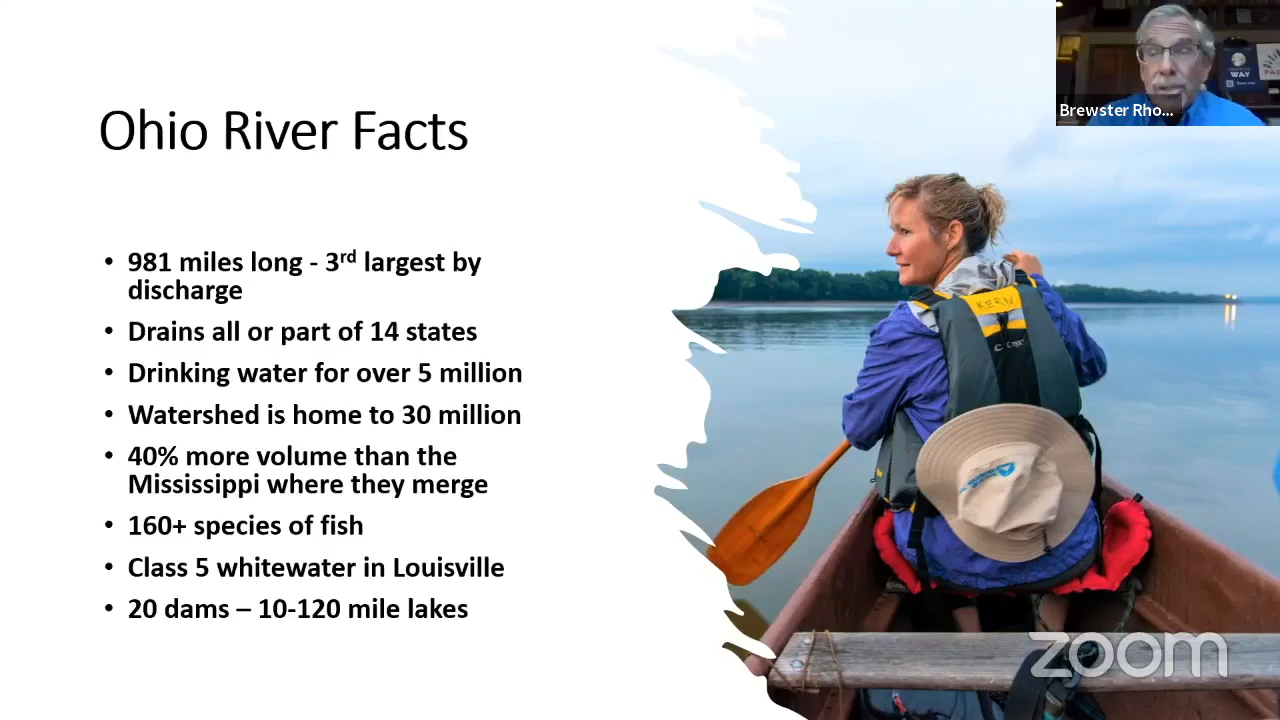 Ohio River Facts
• 981 miles long - 3rd largest by
discharge
• Drains all or part of 14 states
• Drinking water for over 5 million
• Watershed is home to 30 million
• 40% more volume than the
Mississippi where they merge
• 160+ species of fish
• Class 5 whitewater in Louisville
• 20 dams – 10-120 mile lakes
WAY
Brewster Rho...
KERN
zoom